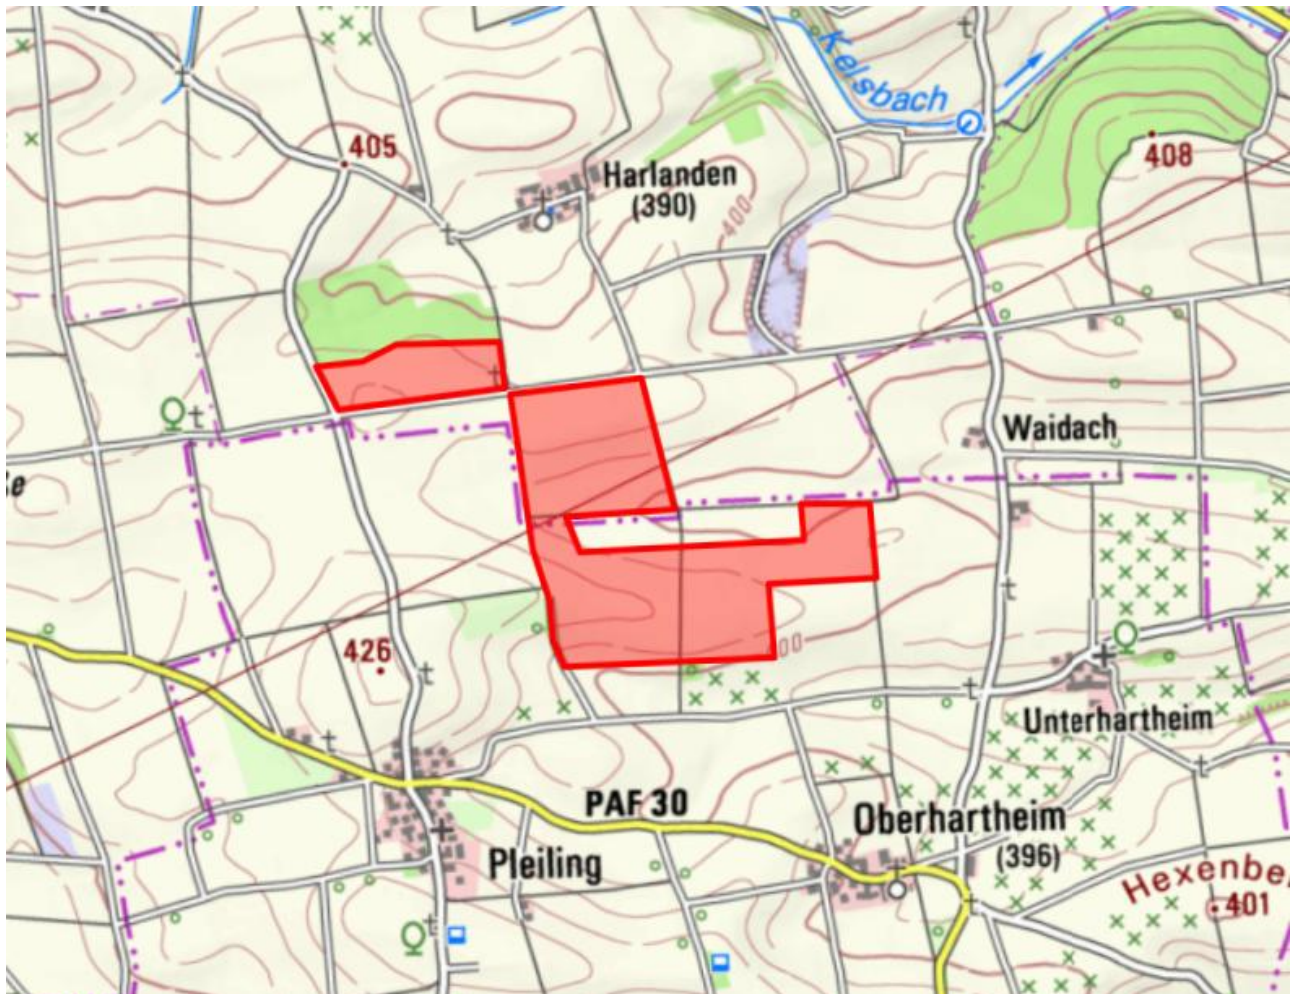 Kelsbach
405
408
Harlanden
(390)
400
Waidach
426
Unterhartheim
PAF 30
Oberhartheim
(396)
Pleiling
Hexenbe
401